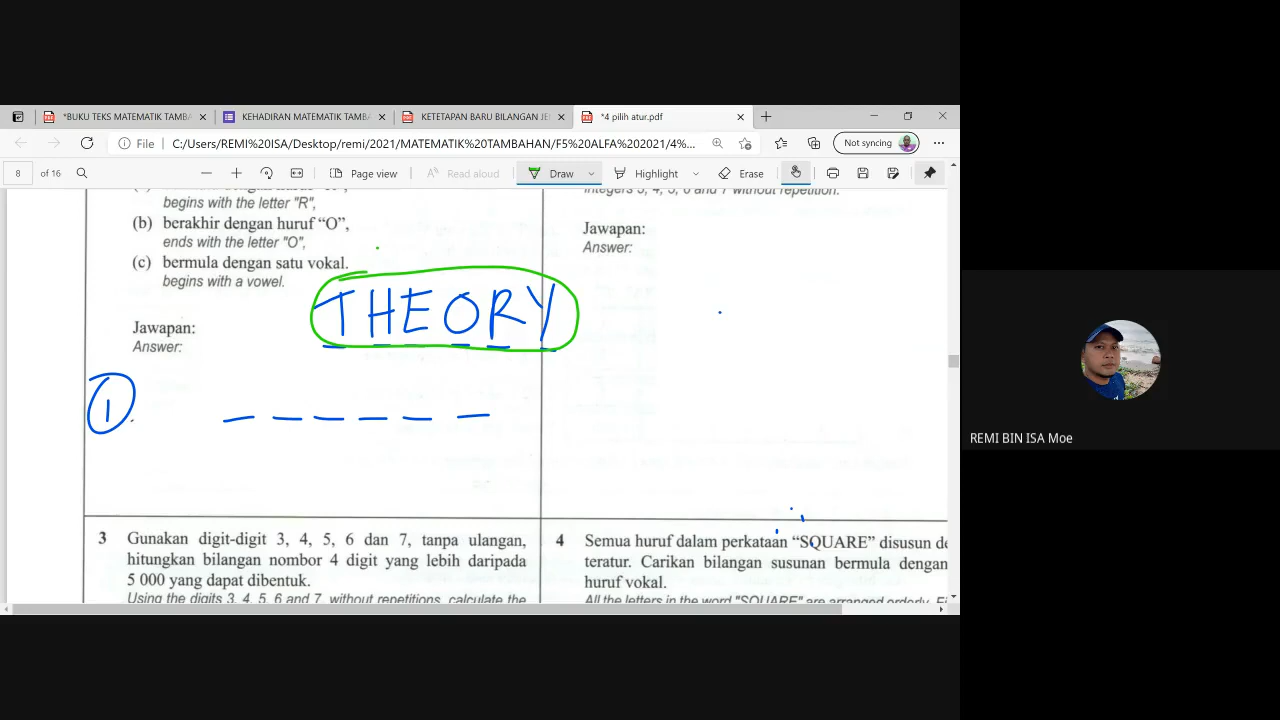 *BUKU TEKS MATEMATIK TAMBA
KEHADIRAN MATEMATIK TAMBA
KETETAPAN BARU BILANGAN JE
*4 pilih atur.pdf
File
C:/Users/REMI%20ISA/Desktop/remi/2021/MATEMATIK%20TAMBAHAN/F5%20ALFA%202021/4%...
Not syncing
8 of 16
Page view
Read aloud
Draw
Highlight
Erase
begins with the letter "R",
(b) berakhir dengan huruf “O”,
ends with the letter "O",
(c) bermula dengan satu vokal.
begins with a vowel.
Jawapan:
Answer:
THEORY
1
integers 3, 4, 5, 6 and 7 without repetition.
Jawapan:
Answer:
3 Gunakan digit-digit 3, 4, 5, 6 dan 7, tanpa ulangan,
hitungkan bilangan nombor 4 digit yang lebih daripada
5 000 yang dapat dibentuk.
Using the digits 3, 4, 5, 6 and 7, without repetitions, calculate the
4 Semua huruf dalam perkataan “SQUARE” disusun de
teratur. Carikan bilangan susunan bermula dengan
huruf vokal.
All the letters in the word "SQUARE" are arranged orderly. Fi
REMI BIN ISA Moe